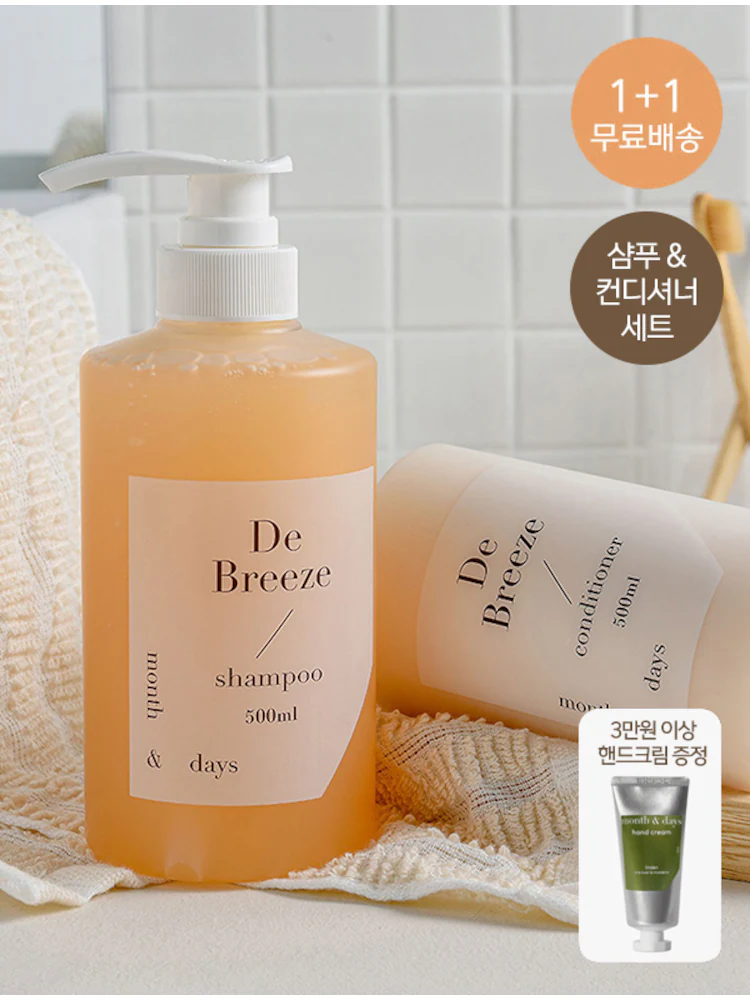 1+1
무료배송
샴푸 &
컨디셔너
세트
De
Breeze
shampoo
500ml
month
&
days
De
Breeze
conditioner
500ml
days
3만원 이상
핸드크림 증정
month & days
hand cream